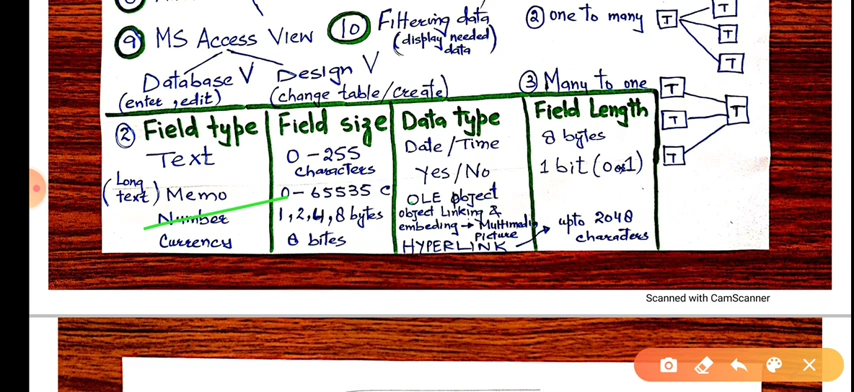 ⑨ MS Access View
⑩ Filtering data
(display needed
data)
Database V
(enter, edit)
Design V
(change table/create)
② one to many
T
T
T
T
③ Many to one
T
T
T
T
② Field type
Text
(Long
text) Memo
Number
Currency
Field size
0-255
characters
0-65535 c
1,2,4,8 bytes
8 bites
Data type
Date/Time
Yes/No
OLE object
object Linking &
embeding → Multimedia
Picture
HYPERLINK
Field Length
8 bytes
1 bit (0 or 1)
upto 2048
characters
Scanned with CamScanner